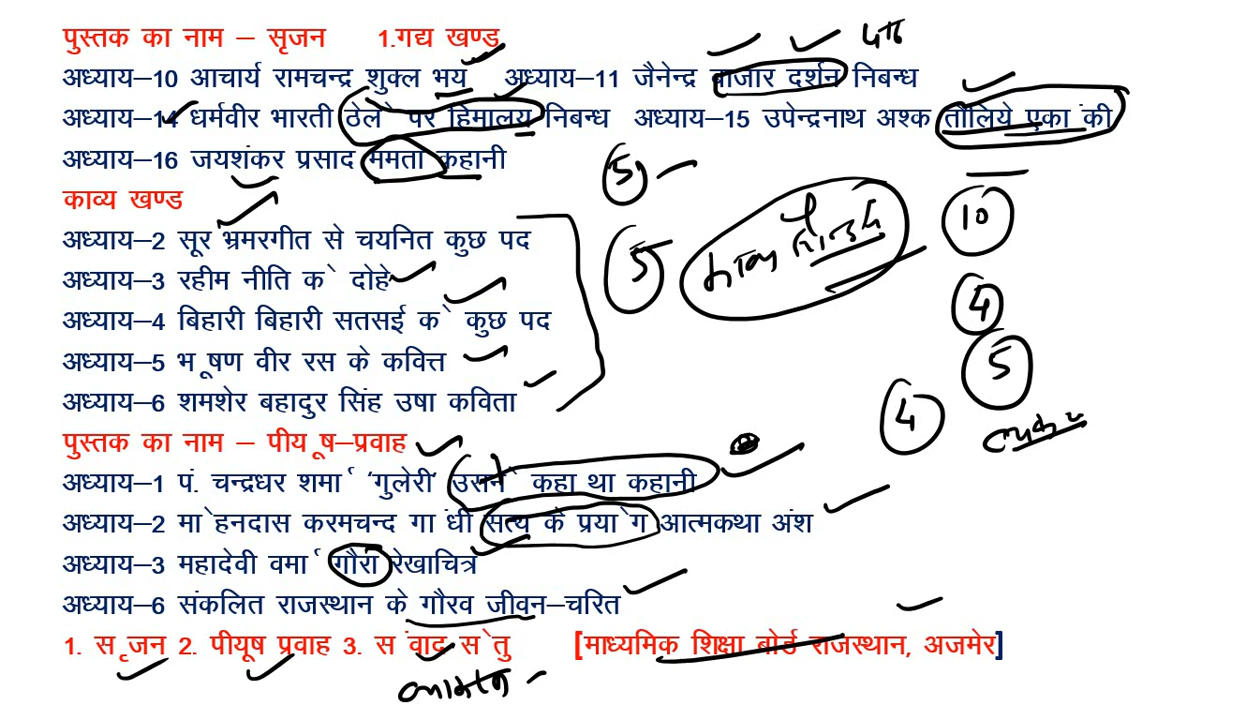 पुस्तक का नाम – सृजन 1.गद्य खण्ड
अध्याय–10 आचार्य रामचन्द्र शुक्ल भय अध्याय–11 जैनेन्द्र बाजार दर्शन निबन्ध
अध्याय–14 धर्मवीर भारती ठेले पर हिमालय निबन्ध अध्याय–15 उपेन्द्रनाथ अश्क तौलिये एकांकी
अध्याय–16 जयशंकर प्रसाद ममता कहानी
5
काव्य खण्ड
10
अध्याय–2 सूर भ्रमरगीत से चयनित कुछ पद
5
अध्याय–3 रहीम नीति के दोहे
4
अध्याय–4 बिहारी बिहारी सतसई के कुछ पद
अध्याय–5 भूषण वीर रस के कवित्त
5
अध्याय–6 शमशेर बहादुर सिंह उषा कविता
4
पुस्तक का नाम – पीयूष–प्रवाह
अध्याय–1 पं. चन्द्रधर शर्मा 'गुलेरी' उसने कहा था कहानी
अध्याय–2 मोहनदास करमचन्द गांधी सत्य के प्रयोग आत्मकथा अंश
अध्याय–3 महादेवी वर्मा गौरा रेखाचित्र
अध्याय–6 संकलित राजस्थान के गौरव जीवन–चरित
1. सृजन 2. पीयूष प्रवाह 3. संवाद सेतु [माध्यमिक शिक्षा बोर्ड राजस्थान, अजमेर]